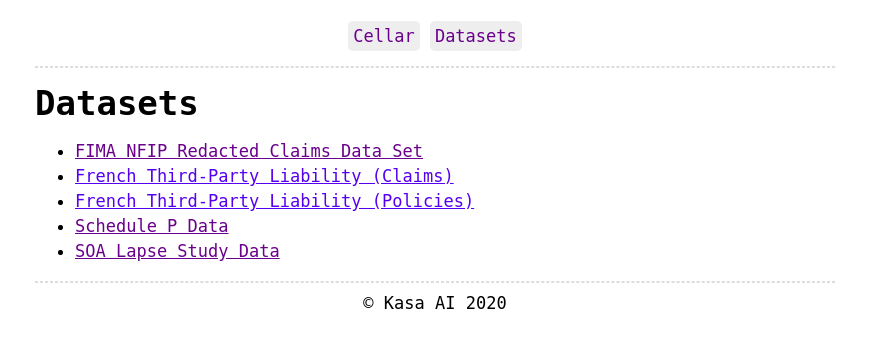 Cellar Datasets
Datasets
FIMA NFIP Redacted Claims Data Set
French Third-Party Liability (Claims)
French Third-Party Liability (Policies)
Schedule P Data
SOA Lapse Study Data
© Kasa AI 2020